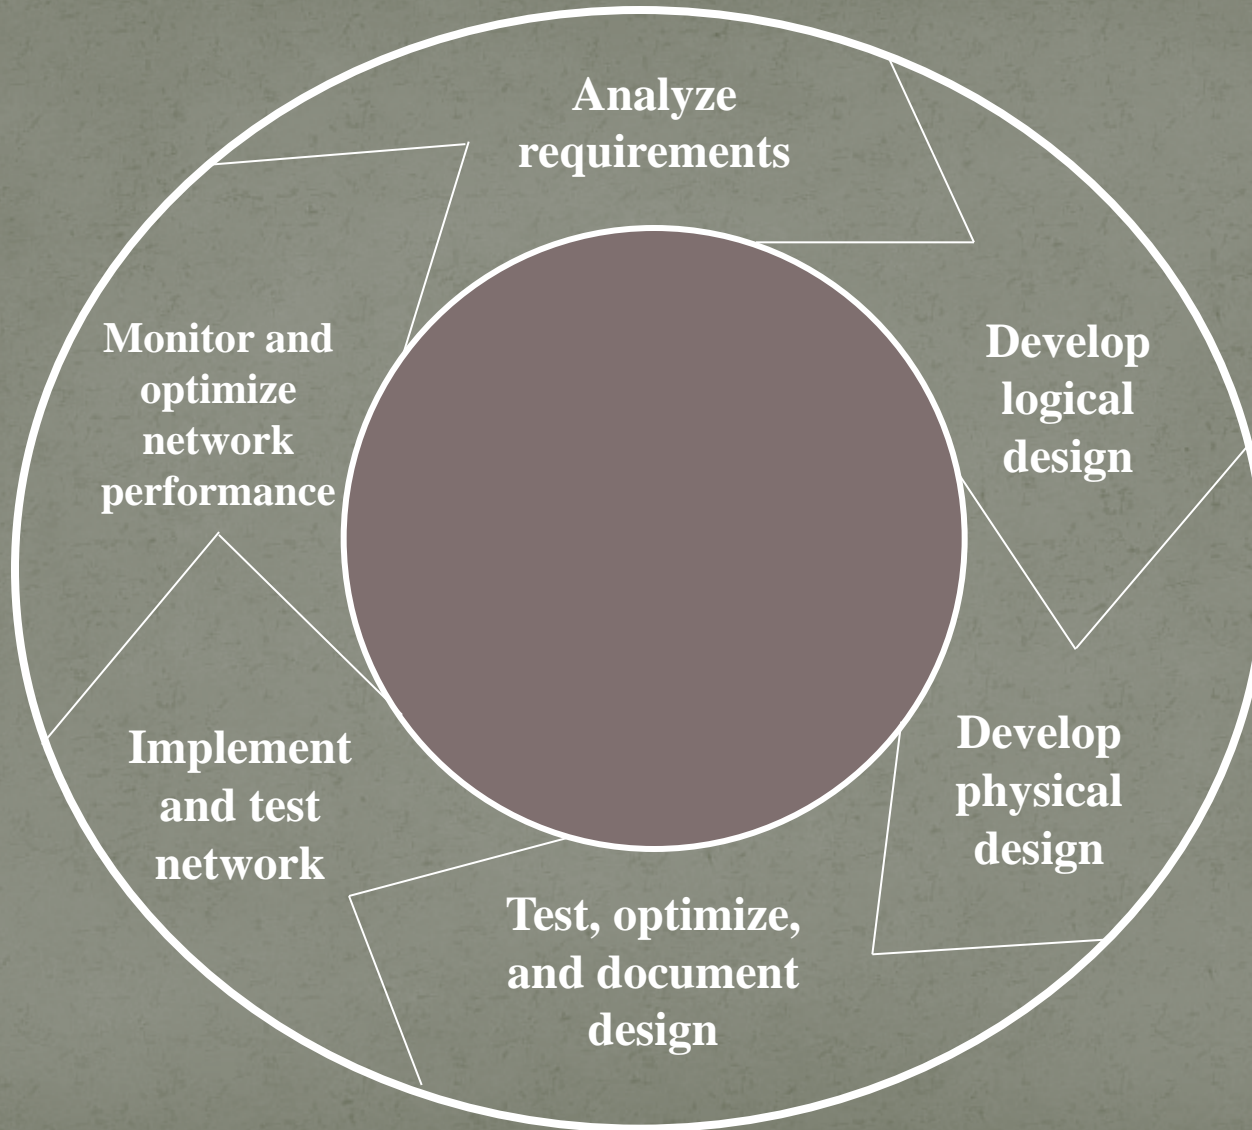 Analyze
requirements
Develop
logical
design
Develop
physical
design
Test, optimize,
and document
design
Implement
and test
network
Monitor and
optimize
network
performance